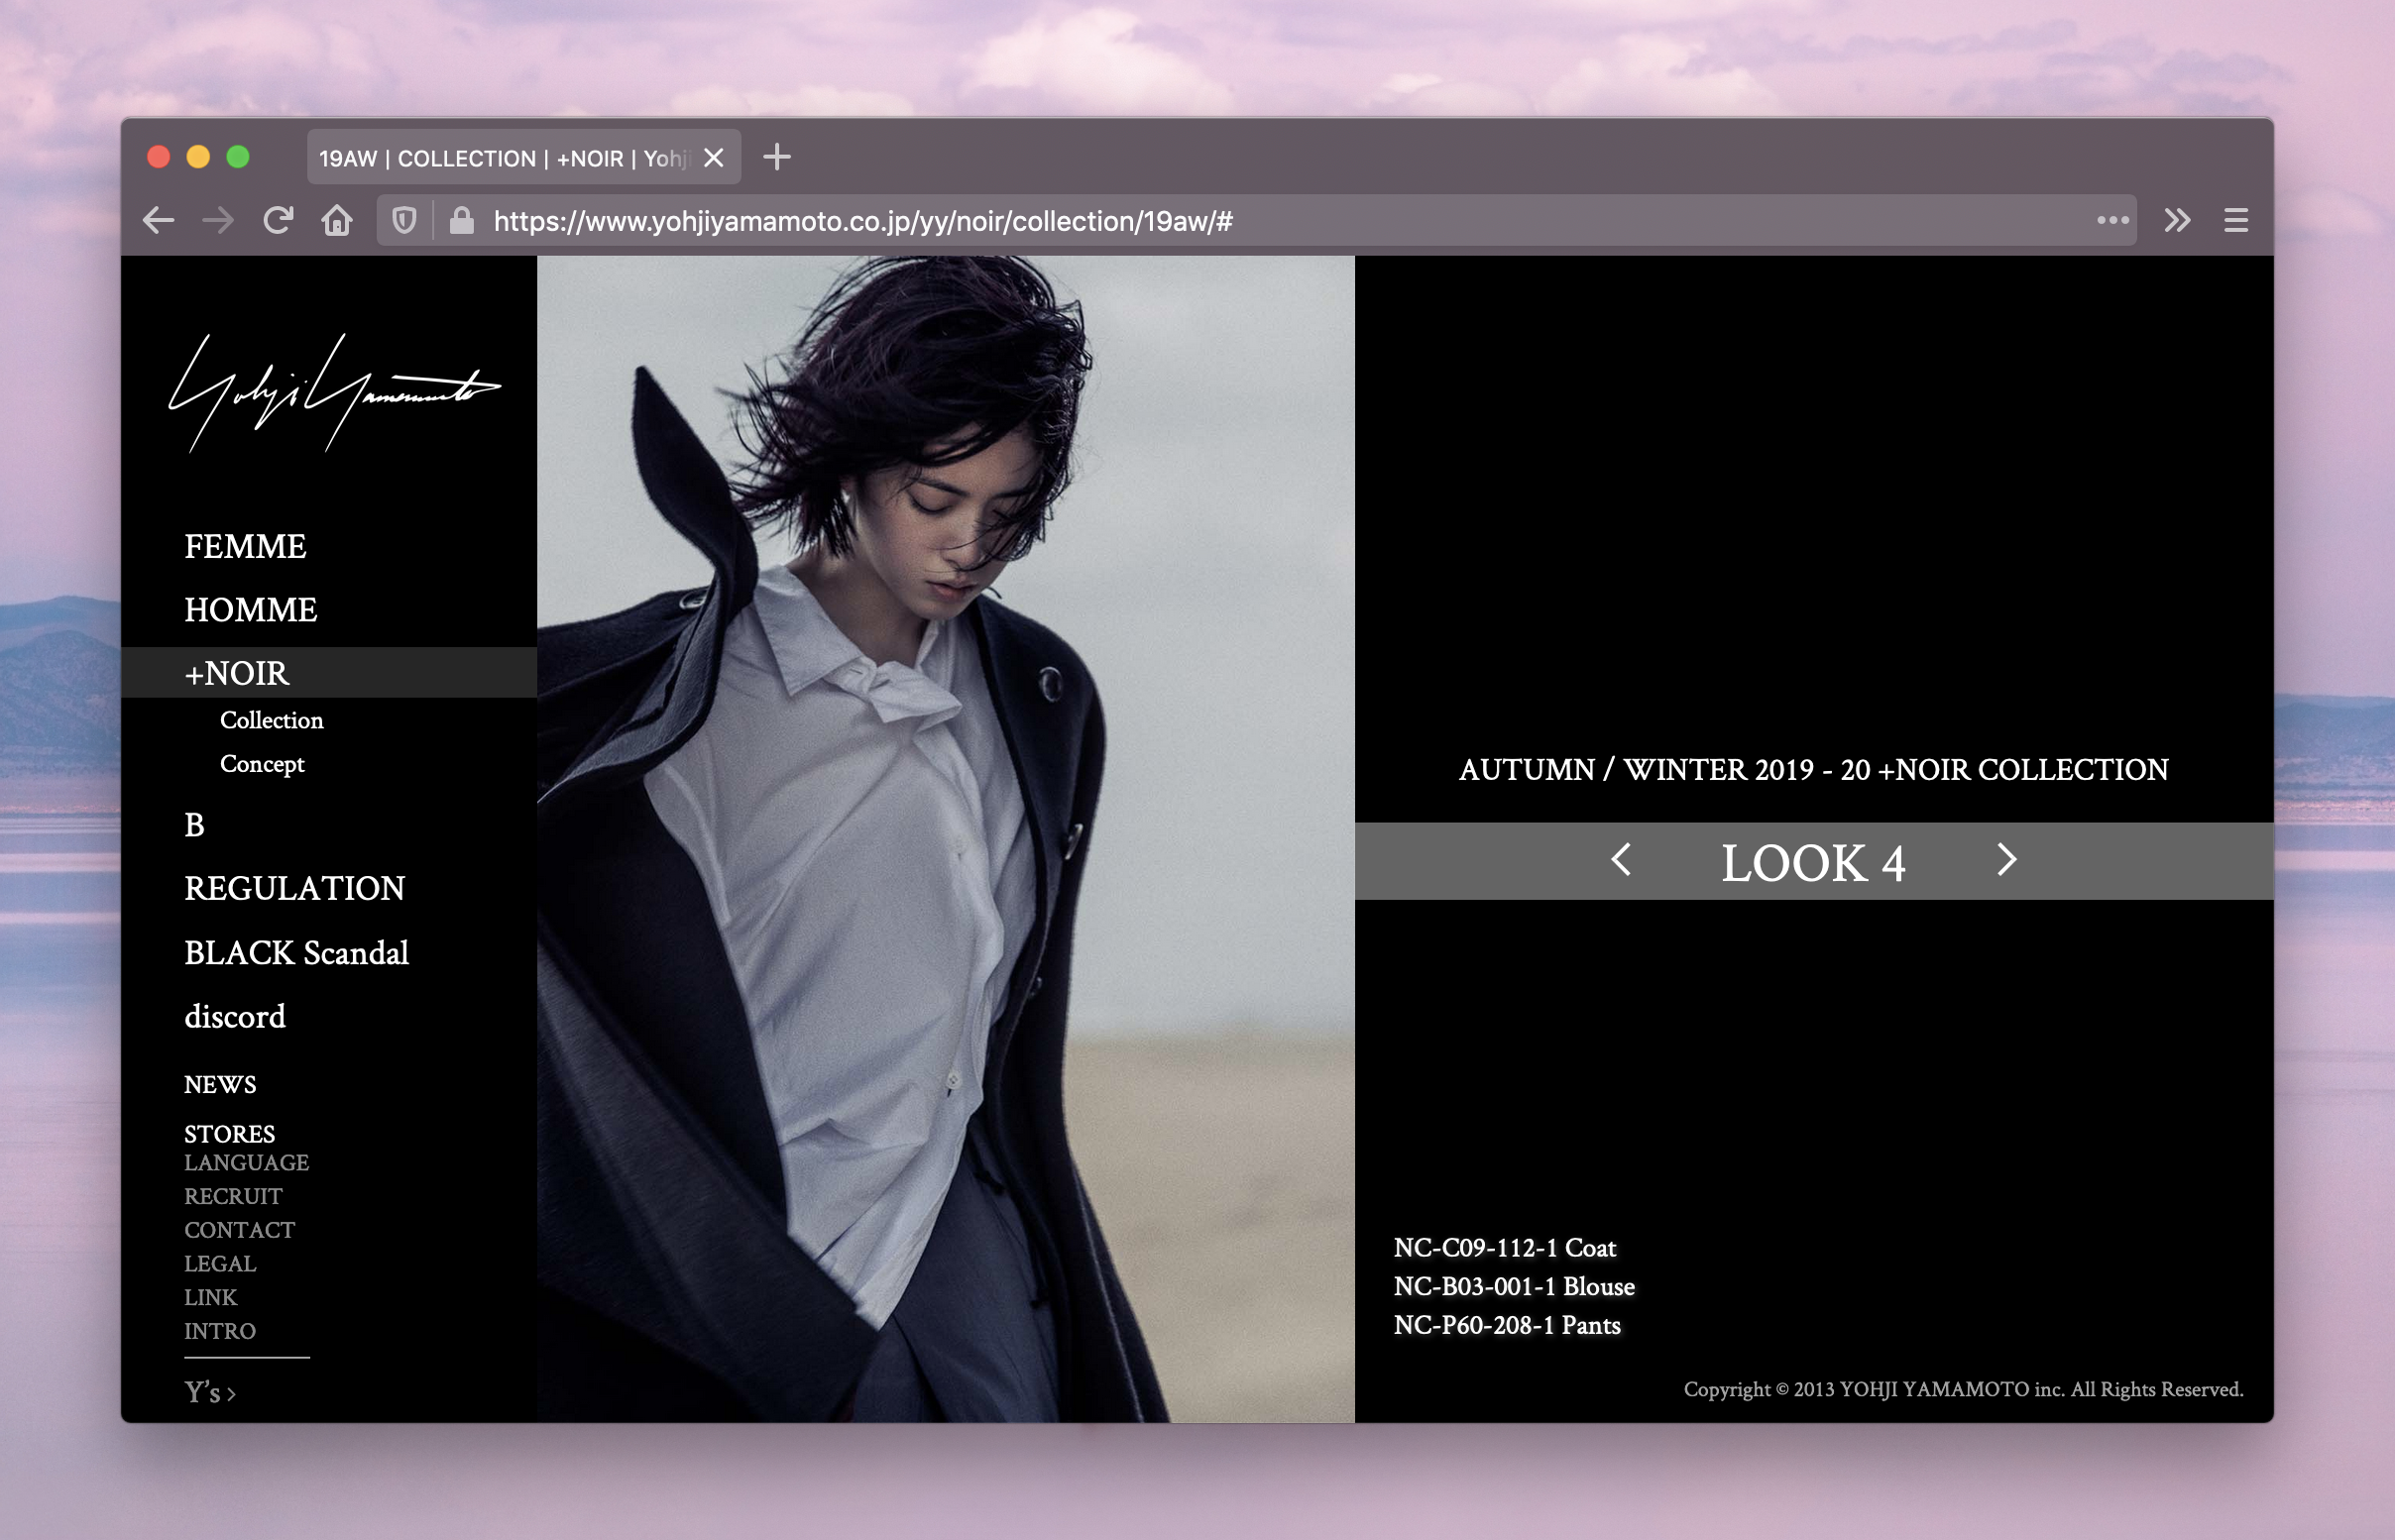 19AW | COLLECTION | +NOIR | Yohji
https://www.yohjiyamamoto.co.jp/yy/noir/collection/19aw/#
Yohji Yamamoto
FEMME
HOMME
+NOIR
Collection
Concept
B
REGULATION
BLACK Scandal
discord
NEWS
STORES
LANGUAGE
RECRUIT
CONTACT
LEGAL
LINK
INTRO
Y's >
AUTUMN / WINTER 2019 - 20 +NOIR COLLECTION
< LOOK 4 >
NC-C09-112-1 Coat
NC-B03-001-1 Blouse
NC-P60-208-1 Pants
Copyright © 2013 YOHJI YAMAMOTO inc. All Rights Reserved.